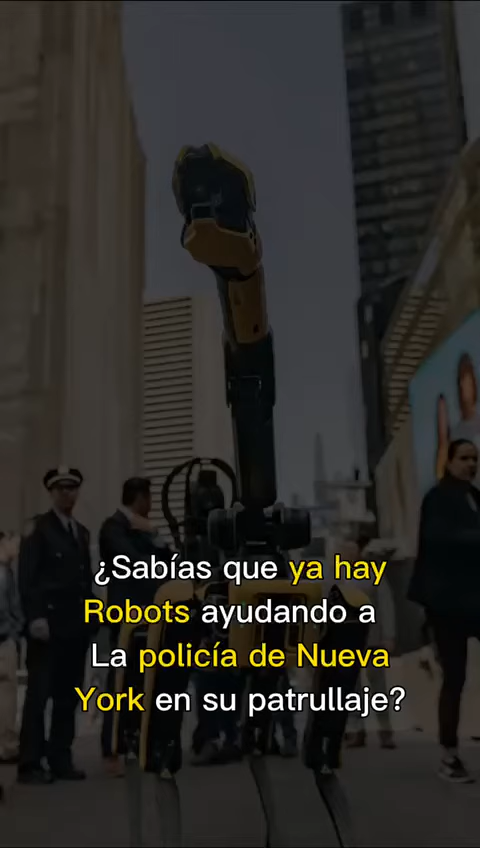 ¿Sabías que ya hay
Robots ayudando a
La policía de Nueva
York en su patrullaje?